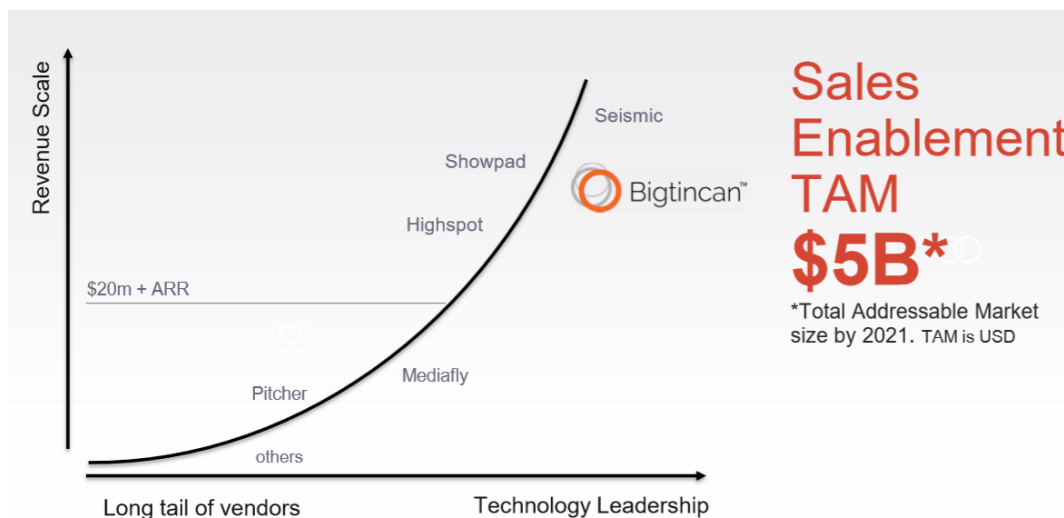 Revenue Scale
Seismic
Showpad
Bigtincan™
Highspot
$20m + ARR
Mediafly
Pitcher
others
Long tail of vendors
Technology Leadership
Sales
Enablement
TAM
$5B*
*Total Addressable Market
size by 2021. TAM is USD